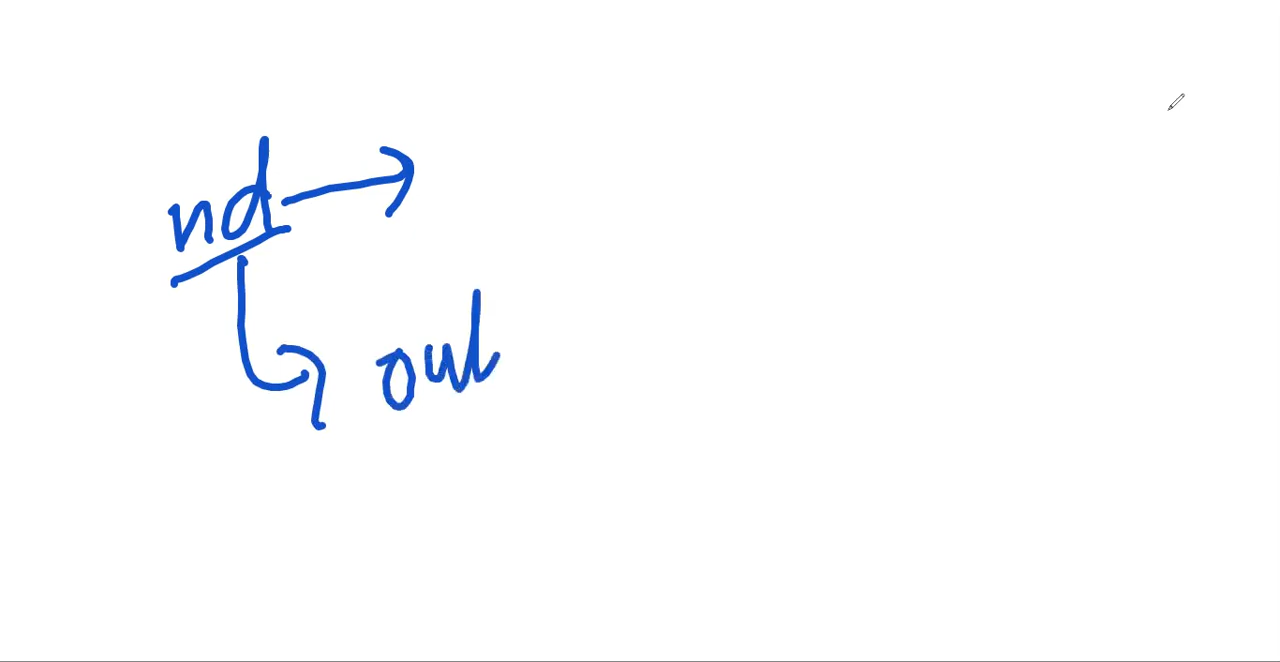 nd →
out